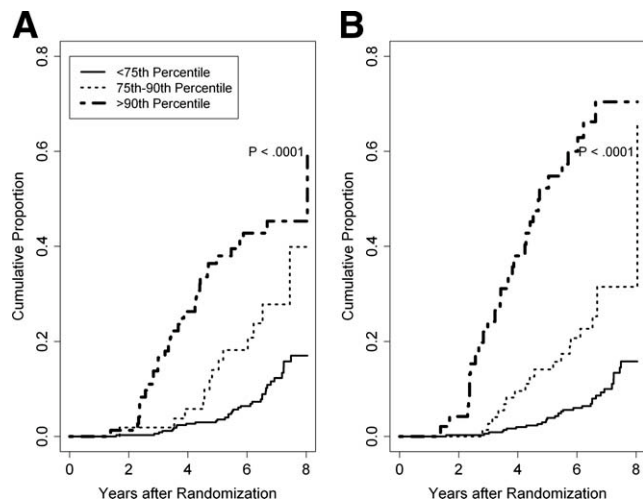 A
B
Cumulative Proportion
0.8
0.6
0.4
0.2
0.0
<75th Percentile
75th-90th Percentile
>90th Percentile
P < .0001
0 2 4 6 8
Years after Randomization
Cumulative Proportion
0.8
0.6
0.4
0.2
0.0
P < .0001
0 2 4 6 8
Years after Randomization